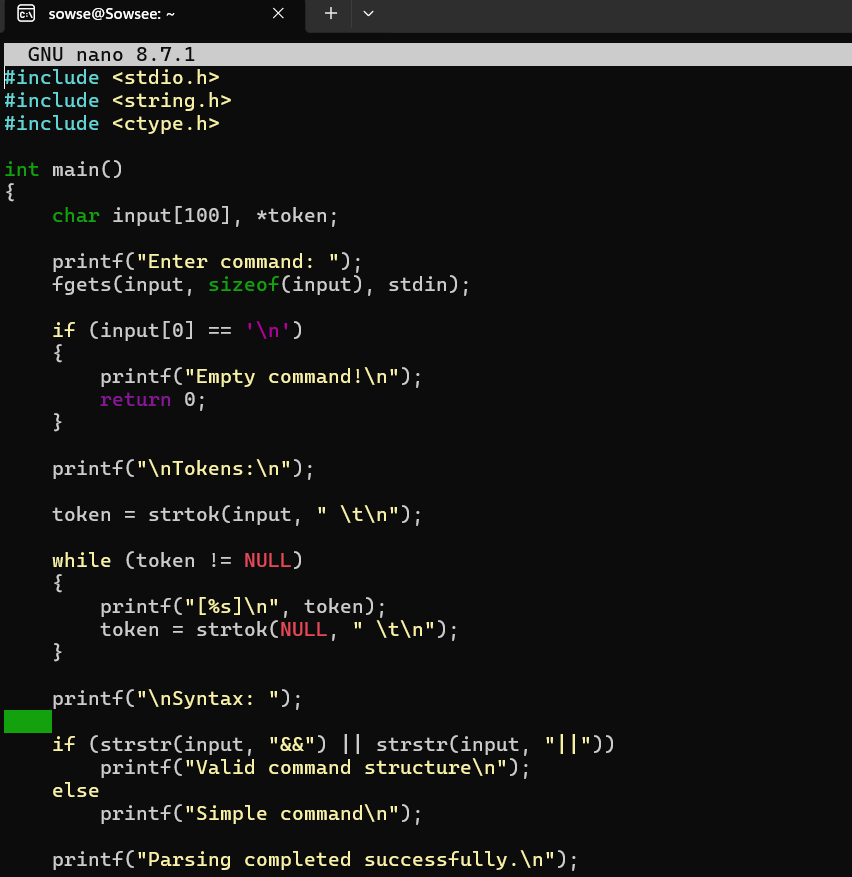 sowse@Sowsee: ~
GNU nano 8.7.1
#include <stdio.h>
#include <string.h>
#include <ctype.h>

int main()
{
    char input[100], *token;

    printf("Enter command: ");
    fgets(input, sizeof(input), stdin);

    if (input[0] == '\n')
    {
        printf("Empty command!\n");
        return 0;
    }

    printf("\nTokens:\n");

    token = strtok(input, " \t\n");

    while (token != NULL)
    {
        printf("[%s]\n", token);
        token = strtok(NULL, " \t\n");
    }

    printf("\nSyntax: ");

    if (strstr(input, "&&") || strstr(input, "||"))
        printf("Valid command structure\n");
    else
        printf("Simple command\n");

    printf("Parsing completed successfully.\n");